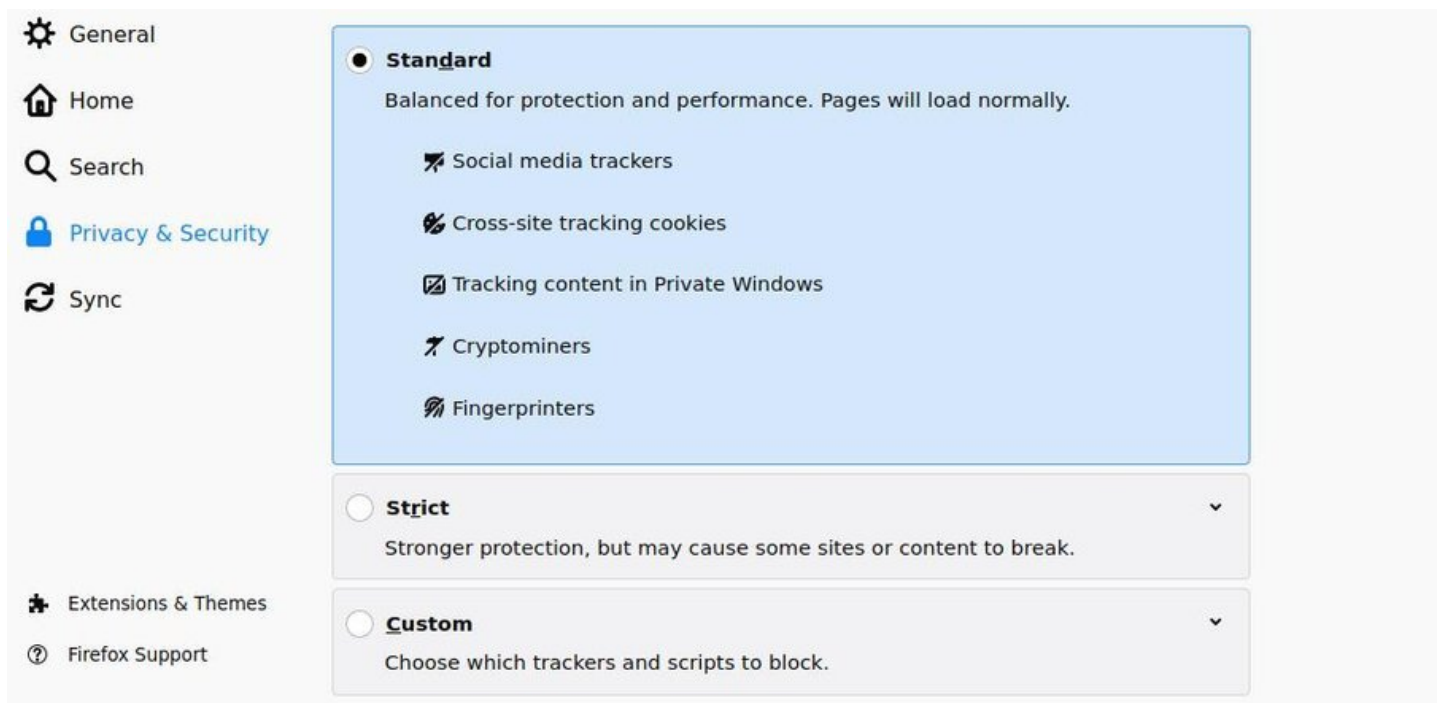 General
Home
Search
Privacy & Security
Sync
Extensions & Themes
Firefox Support
Standard
Balanced for protection and performance. Pages will load normally.
Social media trackers
Cross-site tracking cookies
Tracking content in Private Windows
Cryptominers
Fingerprinters
Strict
Stronger protection, but may cause some sites or content to break.
Custom
Choose which trackers and scripts to block.